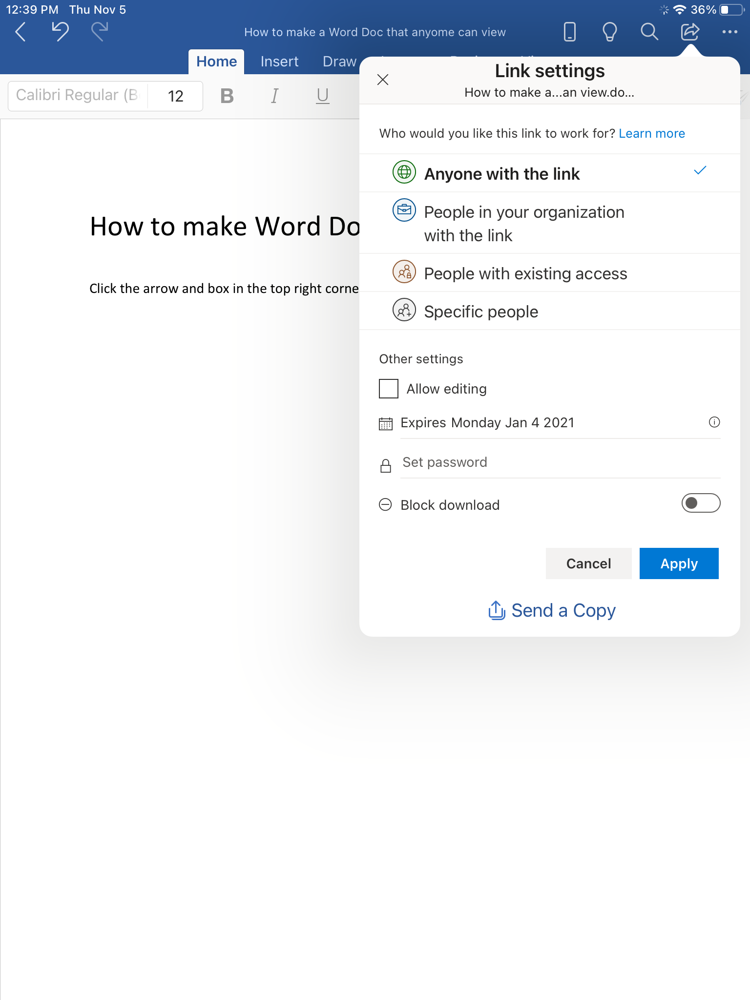 12:39 PM Thu Nov 5
36%
How to make a Word Doc that anyome can view
Home Insert Draw
Calibri Regular (B
12
B I U
Link settings
How to make a...an view.do...
Who would you like this link to work for? Learn more
Anyone with the link
People in your organization
with the link
People with existing access
Specific people
How to make Word Do
Click the arrow and box in the top right corne
Other settings
Allow editing
Expires Monday Jan 4 2021
Set password
Block download
Cancel
Apply
Send a Copy